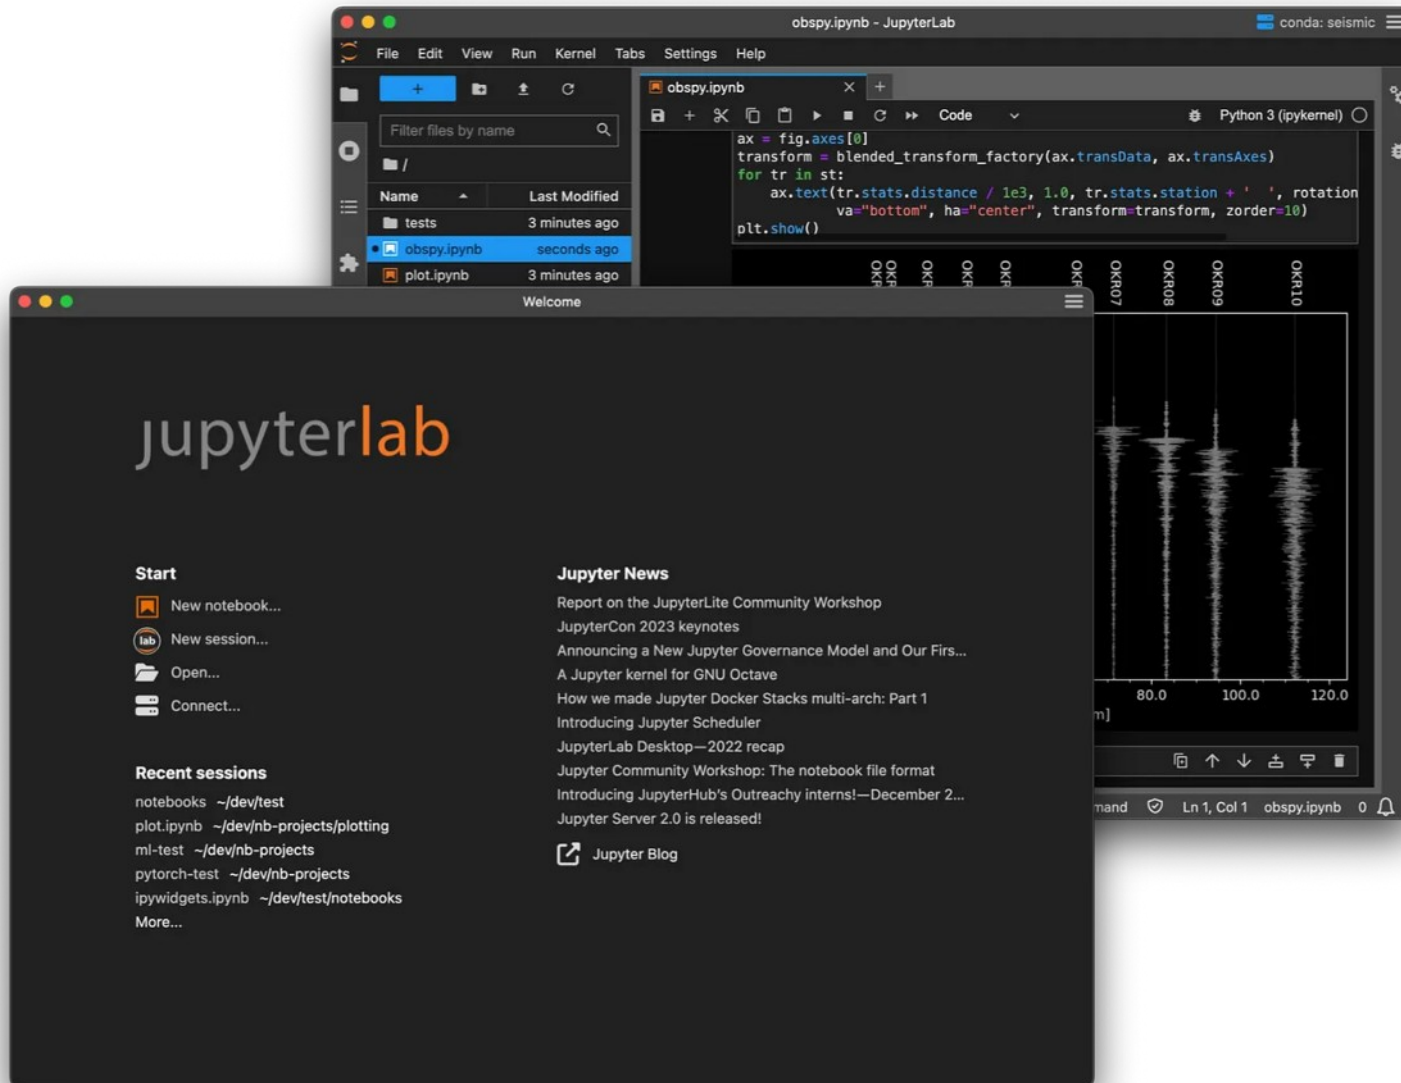 obspy.ipynb - JupyterLab
conda: seismic
File Edit View Run Kernel Tabs Settings Help
+
Filter files by name
/
Name Last Modified
tests 3 minutes ago
obspy.ipynb seconds ago
plot.ipynb 3 minutes ago
obspy.ipynb
Code
Python 3 (ipykernel)
ax = fig.axes[0]
transform = blended_transform_factory(ax.transData, ax.transAxes)
for tr in st:
ax.text(tr.stats.distance / 1e3, 1.0, tr.stats.station + '  ', rotation
va="bottom", ha="center", transform=transform, zorder=10)
plt.show()
OKR07
OKR08
OKR09
OKR10
80.0 100.0 120.0
m]
mand Ln 1, Col 1 obspy.ipynb 0
Welcome
jupyterlab
Start
New notebook...
lab New session...
Open...
Connect...
Recent sessions
notebooks ~/dev/test
plot.ipynb ~/dev/nb-projects/plotting
ml-test ~/dev/nb-projects
pytorch-test ~/dev/nb-projects
ipywidgets.ipynb ~/dev/test/notebooks
More...
Jupyter News
Report on the JupyterLite Community Workshop
JupyterCon 2023 keynotes
Announcing a New Jupyter Governance Model and Our Firs...
A Jupyter kernel for GNU Octave
How we made Jupyter Docker Stacks multi-arch: Part 1
Introducing Jupyter Scheduler
JupyterLab Desktop—2022 recap
Jupyter Community Workshop: The notebook file format
Introducing JupyterHub's Outreachy interns!—December 2...
Jupyter Server 2.0 is released!
Jupyter Blog